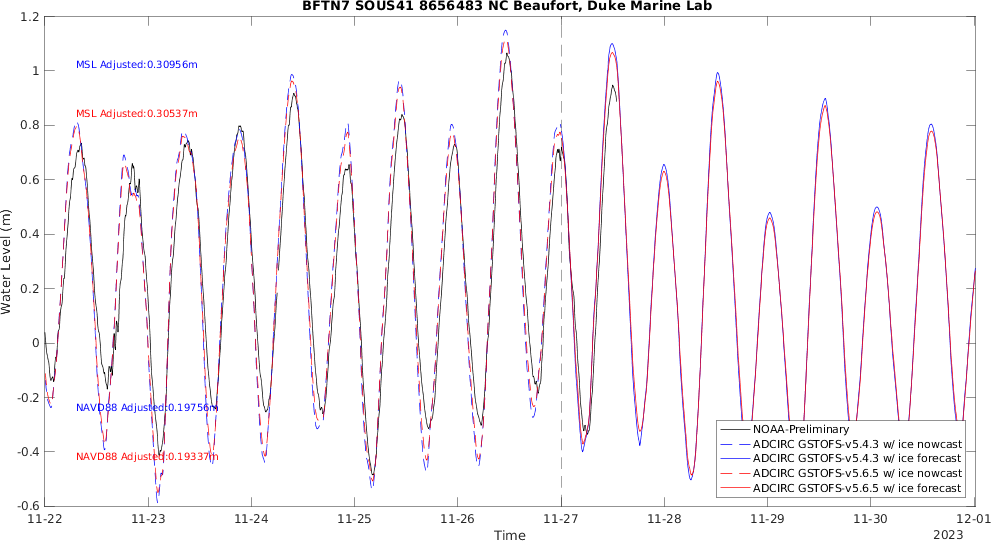 BFTN7 SOUS41 8656483 NC Beaufort, Duke Marine Lab
1.2
1
0.8
0.6
0.4
0.2
0
-0.2
-0.4
-0.6
Water Level (m)
MSL Adjusted:0.30956m
MSL Adjusted:0.30537m
NAVD88 Adjusted:0.19756m
NAVD88 Adjusted:0.19337m
NOAA-Preliminary
ADCIRC GSTOFS-v5.4.3 w/ ice nowcast
ADCIRC GSTOFS-v5.4.3 w/ ice forecast
ADCIRC GSTOFS-v5.6.5 w/ ice nowcast
ADCIRC GSTOFS-v5.6.5 w/ ice forecast
11-22 11-23 11-24 11-25 11-26 11-27 11-28 11-29 11-30 12-01
Time
2023